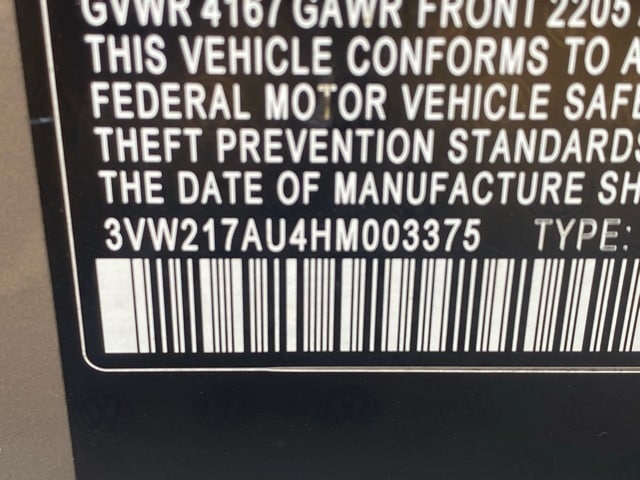 GVWR 4167 GAWR FRONT 2205
THIS VEHICLE CONFORMS TO A
FEDERAL MOTOR VEHICLE SAFE
THEFT PREVENTION STANDARDS
THE DATE OF MANUFACTURE SH
3VW217AU4HM003375 TYPE: